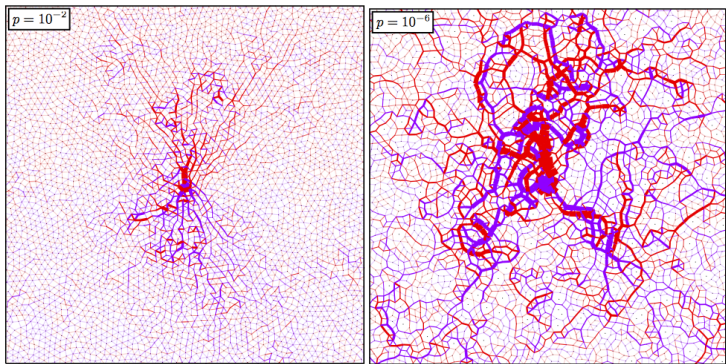 p = 10⁻²
p = 10⁻⁶